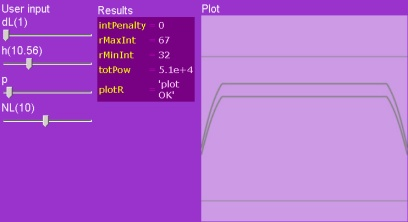 User input
dL(1)
h(10.56)
p
NL(10)
Results
intPenalty = 0
rMaxInt = 67
rMinInt = 32
totPow = 5.1e+4
plotR = 'plot
OK'
Plot